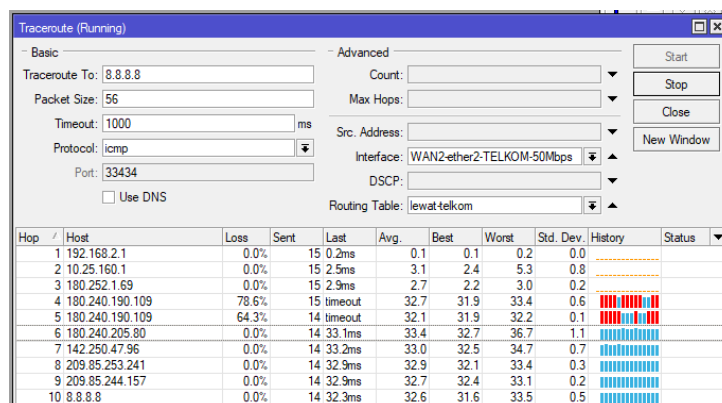 Traceroute (Running)
Basic
Traceroute To: 8.8.8.8
Packet Size: 56
Timeout: 1000 ms
Protocol: icmp
Port: 33434
Use DNS
Advanced
Count:
Max Hops:
Src. Address:
Interface: WAN2-ether2-TELKOM-50Mbps
DSCP:
Routing Table: lewat-telkom
Start
Stop
Close
New Window
Hop / Host Loss Sent Last Avg. Best Worst Std. Dev. History Status
1 192.168.2.1 0.0% 15 0.2ms 0.1 0.1 0.2 0.0
2 10.25.160.1 0.0% 15 2.5ms 3.1 2.4 5.3 0.8
3 180.252.1.69 0.0% 15 2.9ms 2.7 2.2 3.0 0.2
4 180.240.190.109 78.6% 15 timeout 32.7 31.9 33.4 0.6
5 180.240.190.109 64.3% 14 timeout 32.1 31.9 32.2 0.1
6 180.240.205.80 0.0% 14 33.1ms 33.4 32.7 36.7 1.1
7 142.250.47.96 0.0% 14 33.2ms 33.0 32.5 34.7 0.7
8 209.85.253.241 0.0% 14 32.9ms 32.9 32.1 33.4 0.3
9 209.85.244.157 0.0% 14 32.9ms 32.7 32.4 33.1 0.2
10 8.8.8.8 0.0% 14 32.3ms 32.6 31.6 33.5 0.5